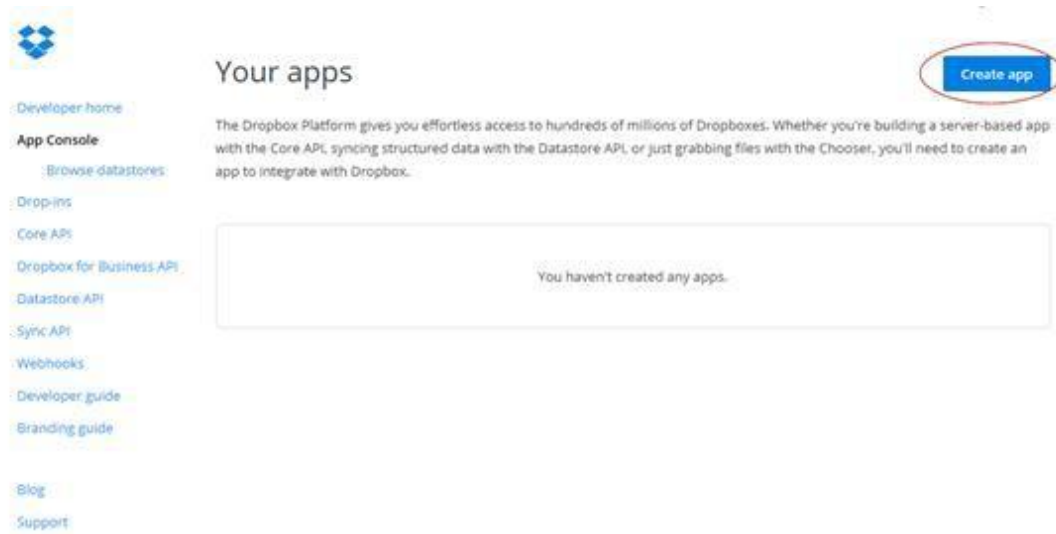 Your apps
Create app
Developer home
App Console
Browse datastores
Drop-ins
Core API
Dropbox for Business API
Datastore API
Sync API
Webhooks
Developer guide
Branding guide
Blog
Support
The Dropbox Platform gives you effortless access to hundreds of millions of Dropboxes. Whether you're building a server-based app
with the Core API, syncing structured data with the Datastore API, or just grabbing files with the Chooser, you'll need to create an
app to integrate with Dropbox.
You haven't created any apps.